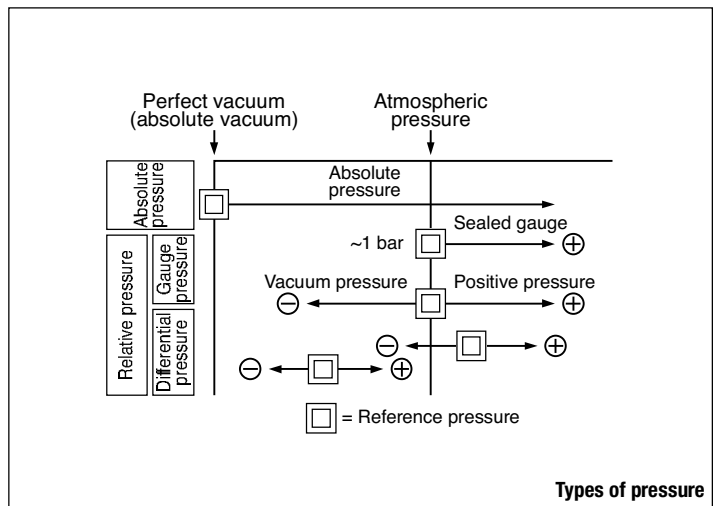 Perfect vacuum
(absolute vacuum)
Atmospheric
pressure
Absolute
pressure
Absolute
pressure
Sealed gauge
~1 bar
Relative pressure
Gauge
pressure
Vacuum pressure
Positive pressure
− +
− +
Differential
pressure
− +
+
= Reference pressure
Types of pressure